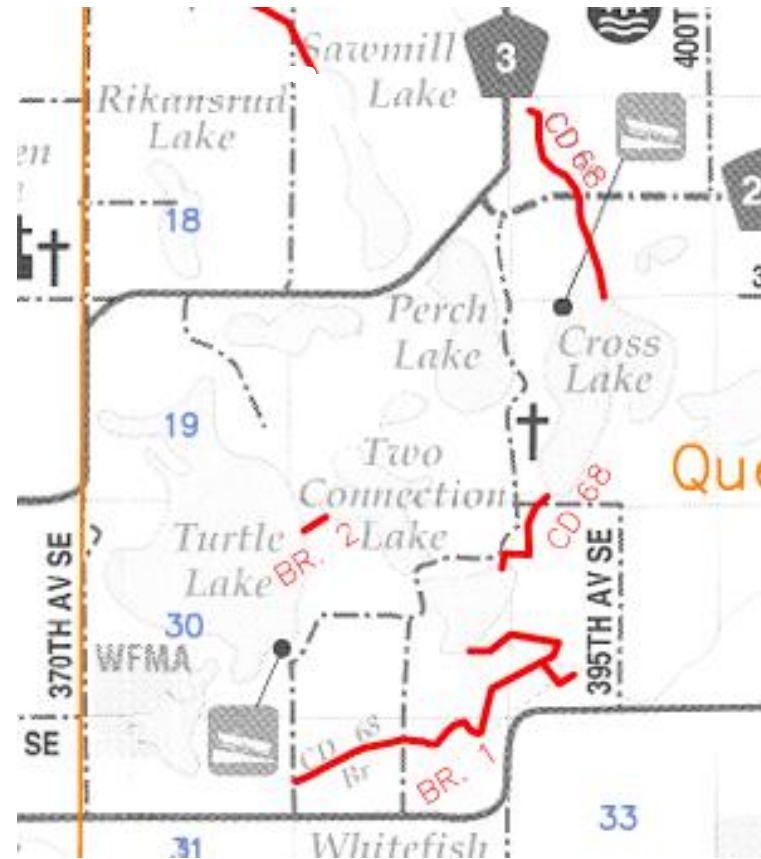 Sawmill
Lake
3
400T
Rikansrud
Lake
en
CD 68
2
18
3
Perch
Lake
Cross
Lake
19
Two
Connection
Lake
Que
CD 68
Turtle
Lake
BR. 2
370TH AV SE
395TH AV SE
30
WFMA
SE
CD 68
Br
BR. 1
33
31
Whitefish